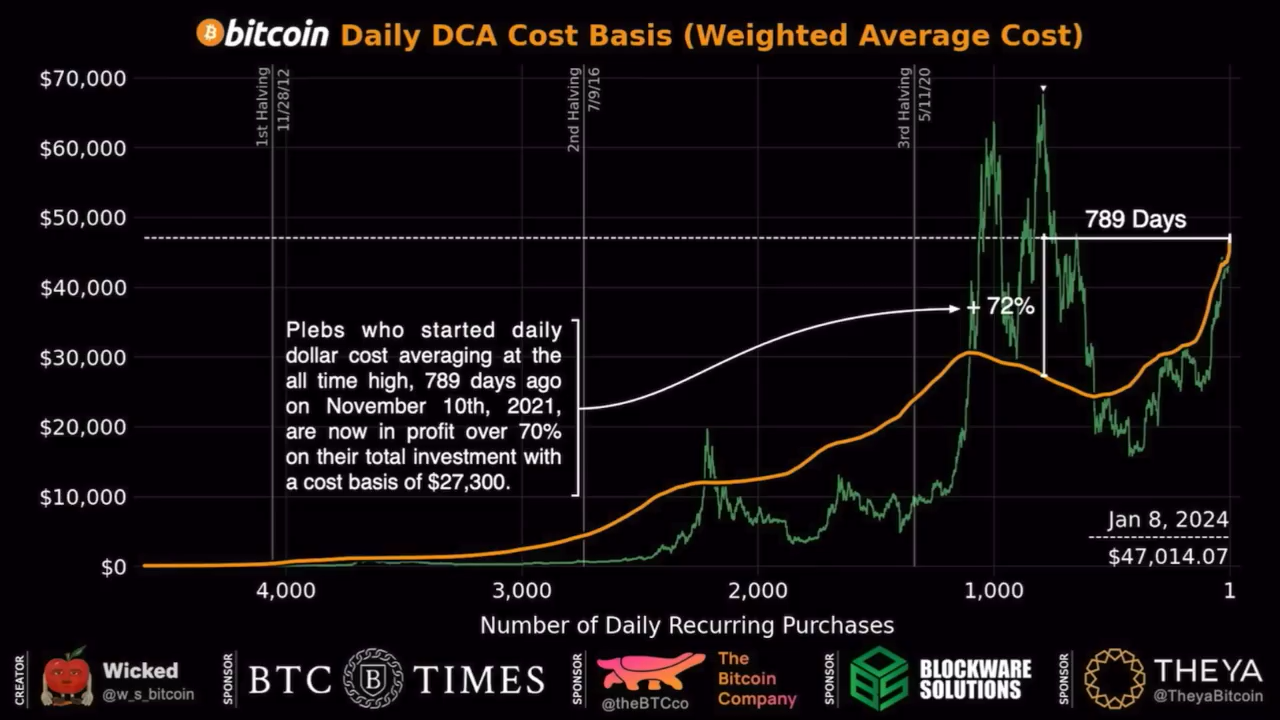 bitcoin Daily DCA Cost Basis (Weighted Average Cost)
$70,000
$60,000
$50,000
$40,000
$30,000
$20,000
$10,000
$0
1st Halving
11/28/12
2nd Halving
7/9/16
3rd Halving
5/11/20
789 Days
+ 72%
Plebs who started daily
dollar cost averaging at the
all time high, 789 days ago
on November 10th, 2021,
are now in profit over 70%
on their total investment with
a cost basis of $27,300.
Jan 8, 2024
$47,014.07
4,000
3,000
2,000
1,000
1
Number of Daily Recurring Purchases
CREATOR
Wicked
@w_s_bitcoin
SPONSOR
BTC B TIMES
SPONSOR
@theBTCco
The
Bitcoin
Company
SPONSOR
BLOCKWARE
SOLUTIONS
SPONSOR
THEYA
@TheyaBitcoin